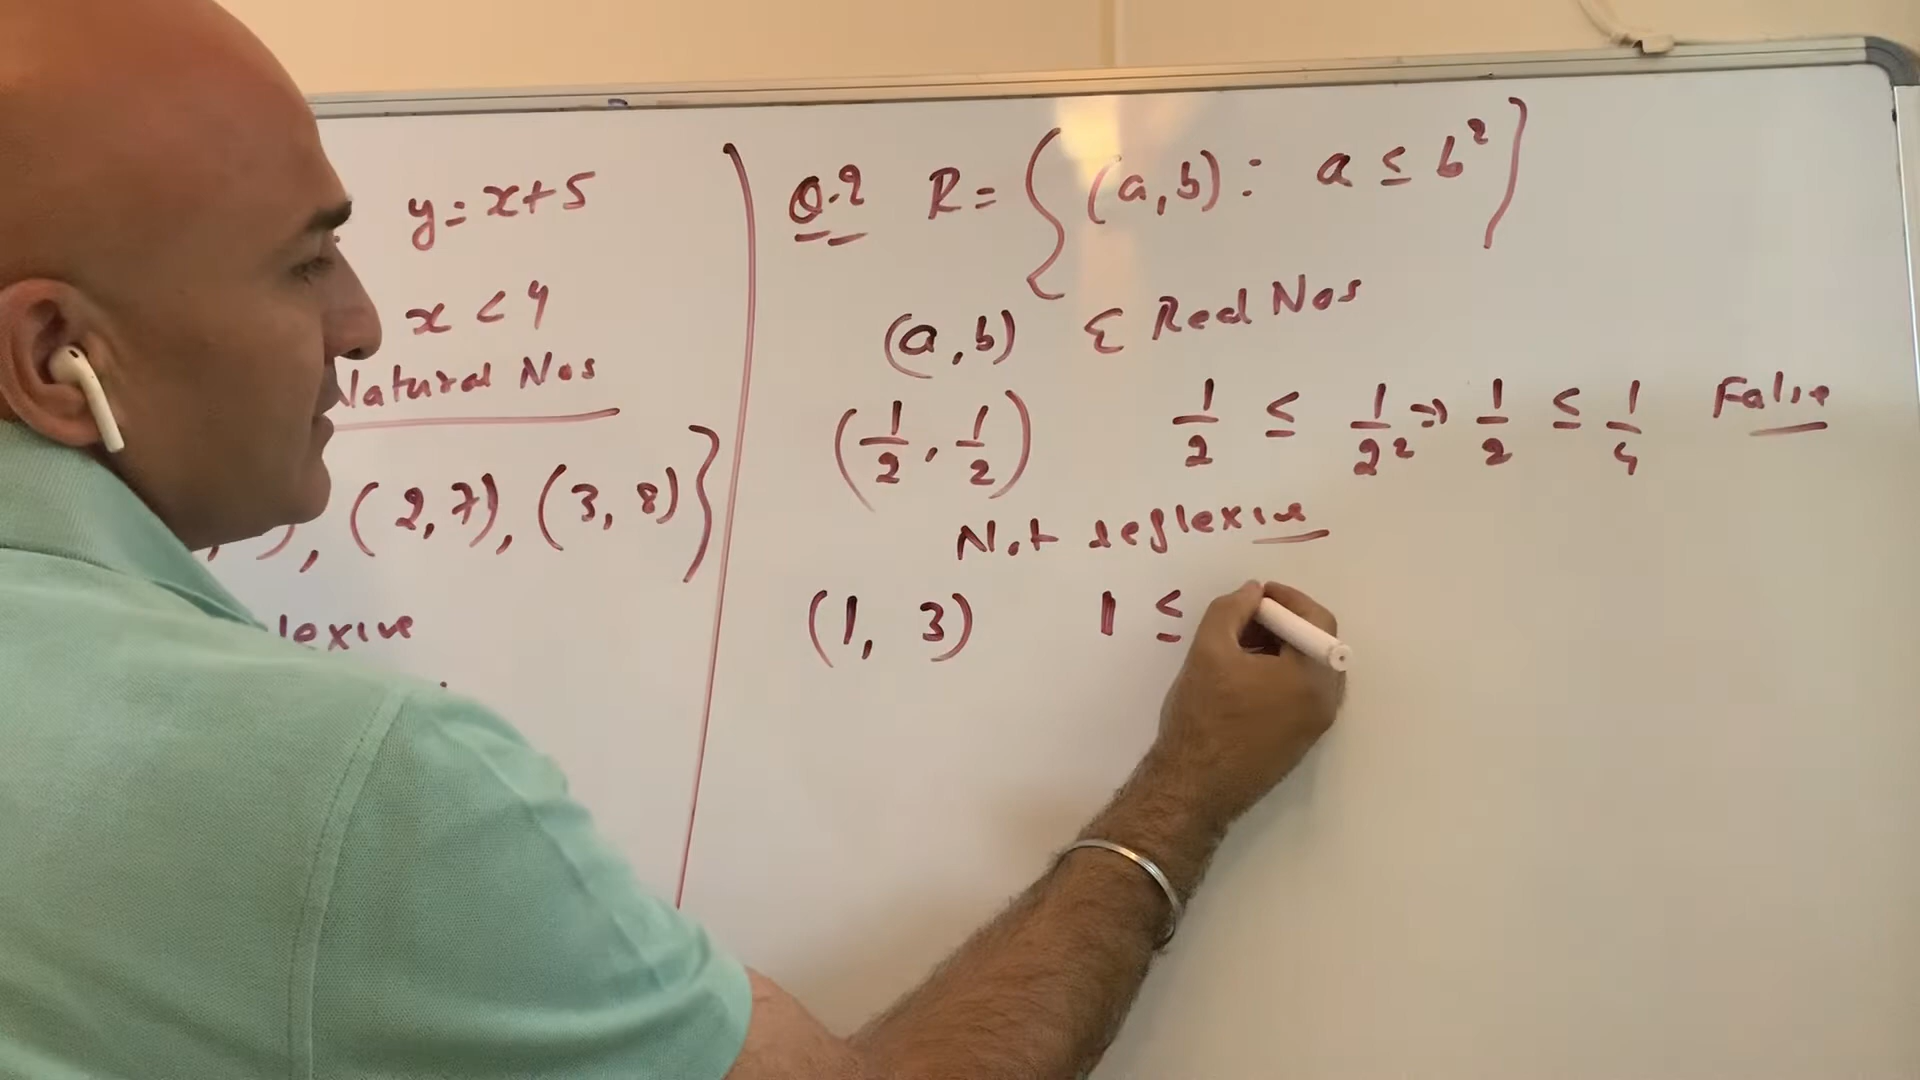 y = x + 5
x < 4
Natural Nos
, (2,7), (3, 8)}
lexive
Q.2 R = { (a,b) : a ≤ b² }
(a,b) ε Real Nos
(1/2, 1/2) 1/2 ≤ 1/2² ⇒ 1/2 ≤ 1/4 False
Not reflexive
(1, 3) 1 ≤